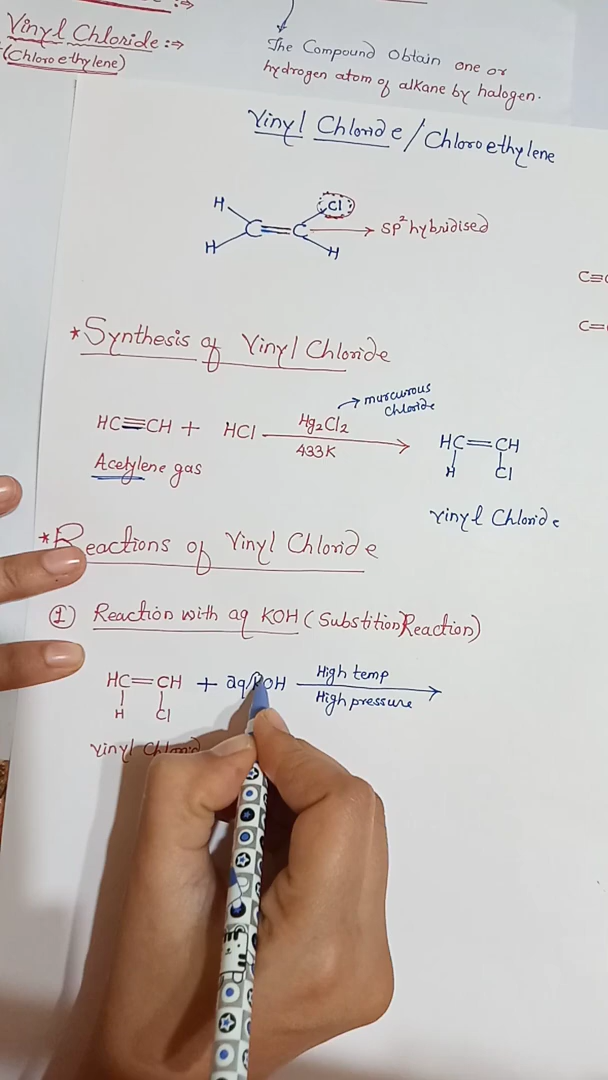 Vinyl Chloride :⇒
(Chloroethylene)
The Compound Obtain one or
hydrogen atom of alkane by halogen.
Vinyl Chloride / Chloroethylene
H Cl
C=C → SP² hybridised
H H
C≡
C=
*Synthesis of Vinyl Chloride
→ murcurous
chloride
HC≡CH + HCl Hg₂Cl₂ HC=CH
433K
H Cl
Acetylene gas
Vinyl Chloride
*Reactions of Vinyl Chloride
① Reaction with aq KOH (Substition Reaction)
HC=CH + aq/KOH High temp
High pressure
H Cl
Vinyl Chlorid